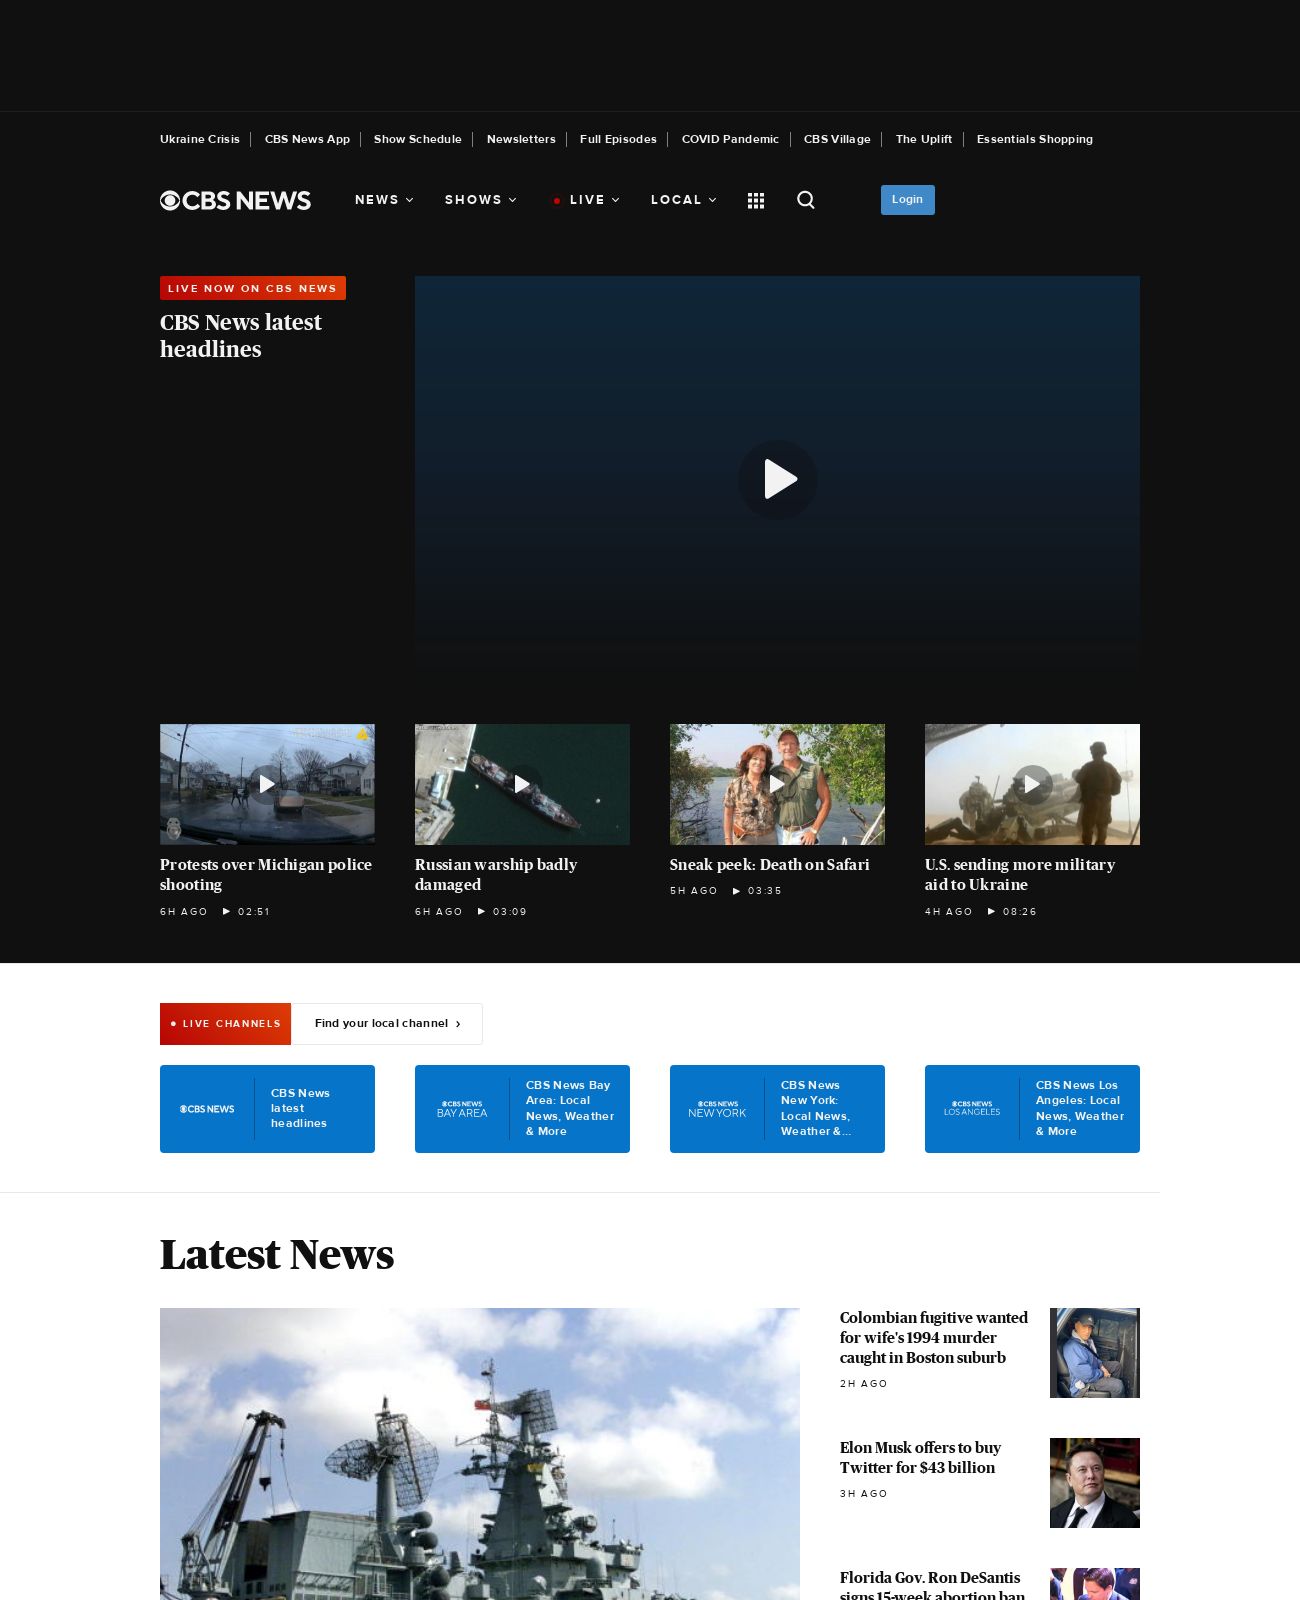 Ukraine Crisis CBS News App Show Schedule Newsletters Full Episodes COVID Pandemic CBS Village The Uplift Essentials Shopping
CBS NEWS NEWS SHOWS LIVE LOCAL Login
LIVE NOW ON CBS NEWS
CBS News latest
headlines
Protests over Michigan police
shooting
6H AGO 02:51
Russian warship badly
damaged
6H AGO 03:09
Sneak peek: Death on Safari
5H AGO 03:35
U.S. sending more military
aid to Ukraine
4H AGO 08:26
LIVE CHANNELS
Find your local channel ›
CBS NEWS
CBS News
latest
headlines
CBS NEWS
BAY AREA
CBS News Bay
Area: Local
News, Weather
& More
CBS NEWS
NEW YORK
CBS News
New York:
Local News,
Weather &...
CBS NEWS
LOS ANGELES
CBS News Los
Angeles: Local
News, Weather
& More
Latest News
Colombian fugitive wanted
for wife's 1994 murder
caught in Boston suburb
2H AGO
Elon Musk offers to buy
Twitter for $43 billion
3H AGO
Florida Gov. Ron DeSantis
signs 15-week abortion ban